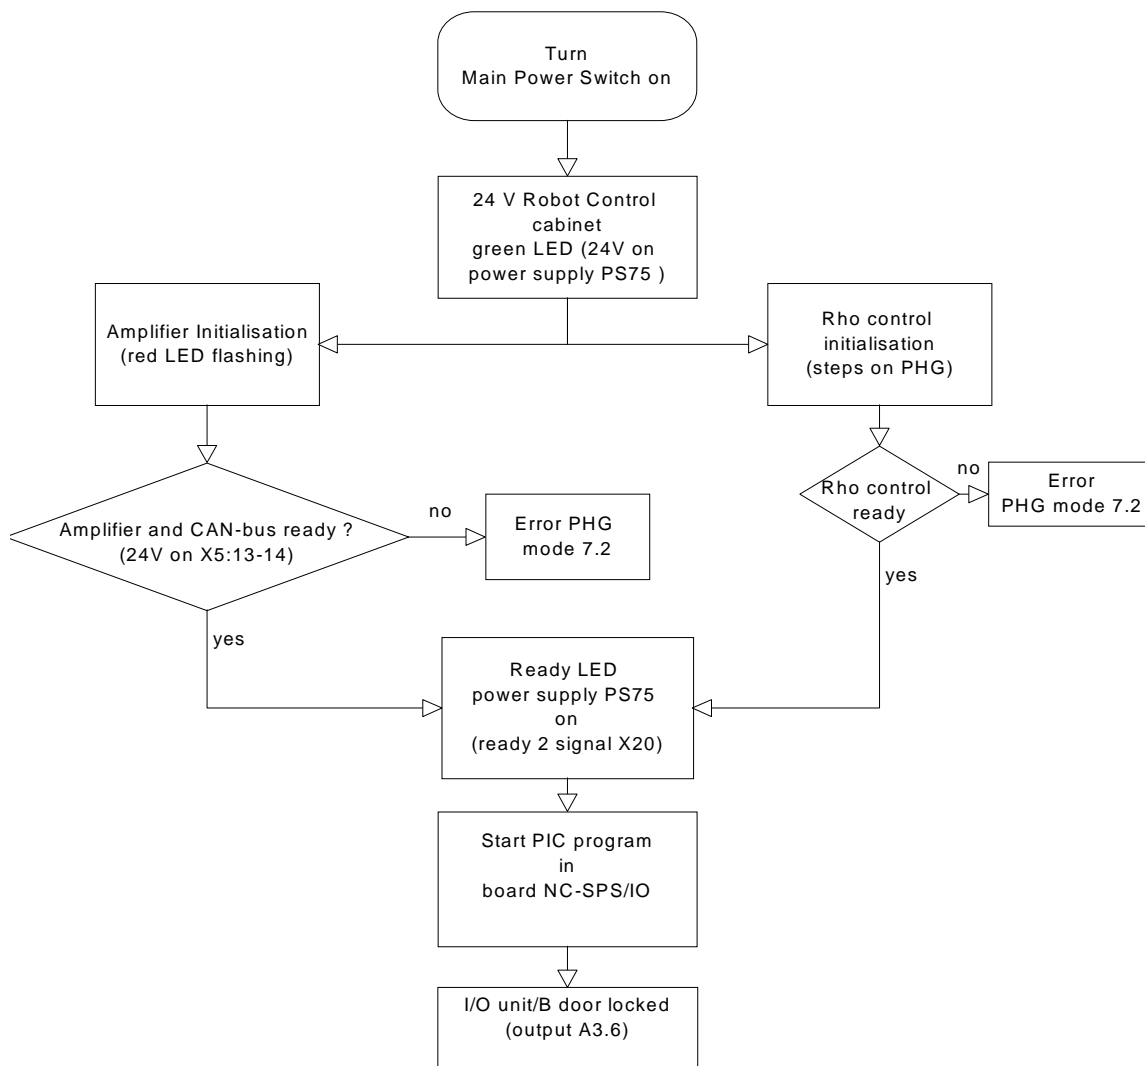 Turn
Main Power Switch on
24 V Robot Control
cabinet
green LED (24V on
power supply PS75 )
Amplifier Initialisation
(red LED flashing)
Rho control
initialisation
(steps on PHG)
Amplifier and CAN-bus ready ?
(24V on X5:13-14)
no
Error PHG
mode 7.2
Rho control
ready
no
Error
PHG mode 7.2
yes
yes
Ready LED
power supply PS75
on
(ready 2 signal X20)
Start PIC program
in
board NC-SPS/IO
I/O unit/B door locked
(output A3.6)